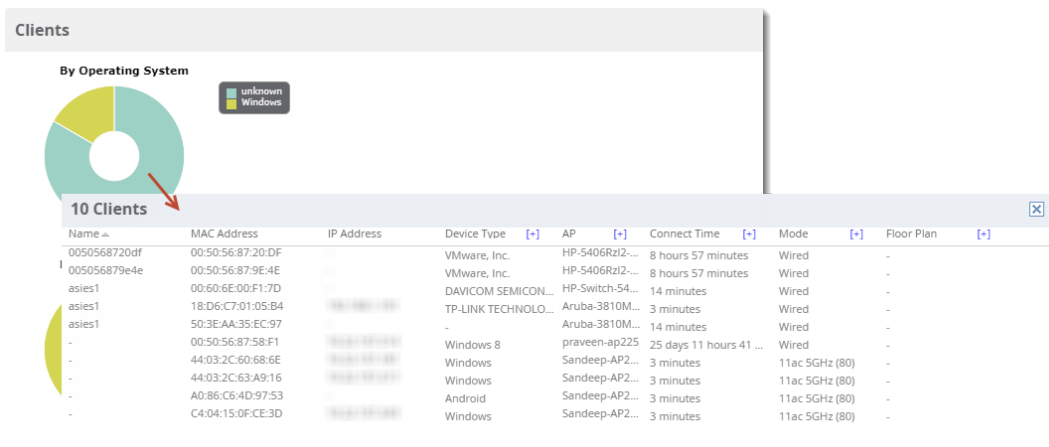 Clients
By Operating System
unknown
Windows
10 Clients
Name MAC Address IP Address Device Type [+] AP [+] Connect Time [+] Mode [+] Floor Plan [+]
0050568720df 00:50:56:87:20:DF VMware, Inc. HP-5406Rzl2-... 8 hours 57 minutes Wired -
005056879e4e 00:50:56:87:9E:4E VMware, Inc. HP-5406Rzl2-... 8 hours 57 minutes Wired -
asies1 00:60:6E:00:F1:7D DAVICOM SEMICON... HP-Switch-54... 14 minutes Wired -
asies1 18:D6:C7:01:05:B4 TP-LINK TECHNOLO... Aruba-3810M... 3 minutes Wired -
asies1 50:3E:AA:35:EC:97 - Aruba-3810M... 14 minutes Wired -
- 00:50:56:87:58:F1 Windows 8 praveen-ap225 25 days 11 hours 41 ... Wired -
- 44:03:2C:60:68:6E Windows Sandeep-AP2... 3 minutes 11ac 5GHz (80) -
- 44:03:2C:63:A9:16 Windows Sandeep-AP2... 3 minutes 11ac 5GHz (80) -
- A0:86:C6:4D:97:53 Android Sandeep-AP2... 3 minutes 11ac 5GHz (80) -
- C4:04:15:0F:CE:3D Windows Sandeep-AP2... 3 minutes 11ac 5GHz (80) -